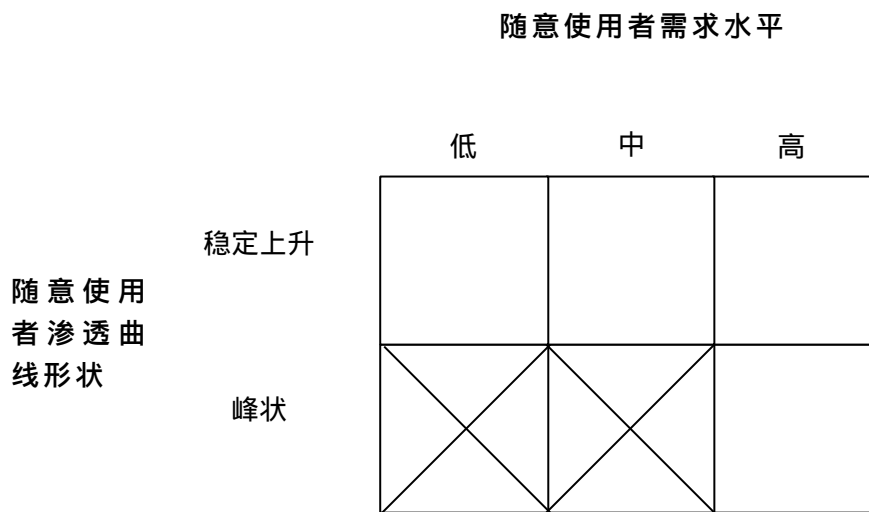 随意使用者需求水平
低 中 高
稳定上升
随意使用
者渗透曲
线形状
峰状